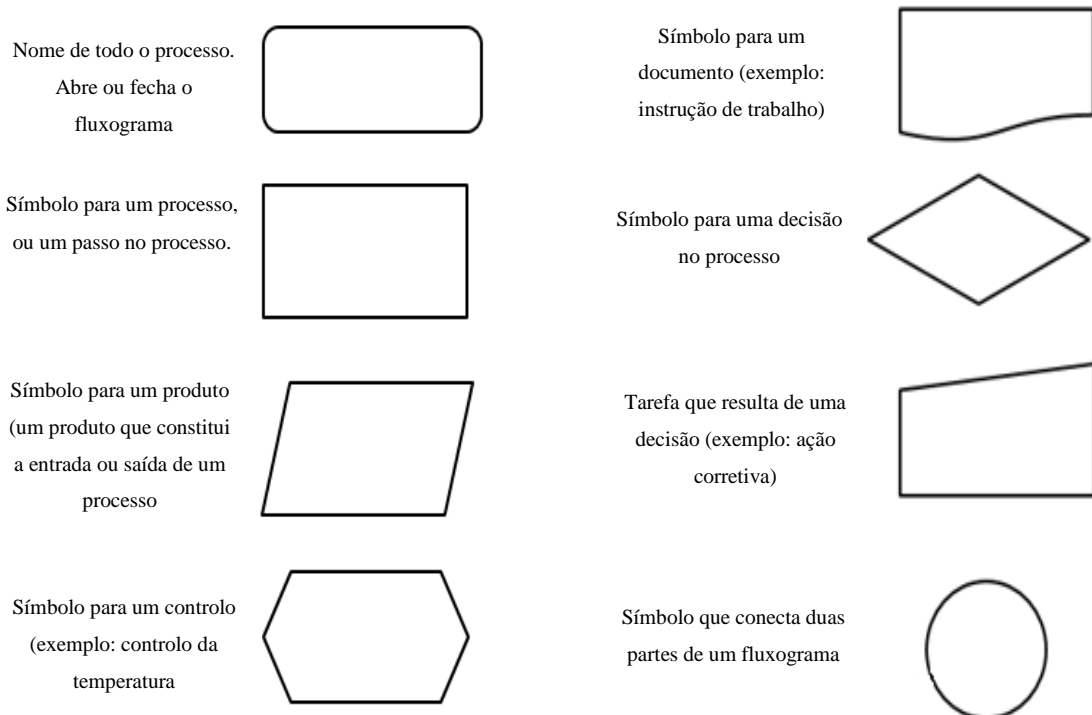 Nome de todo o processo.
Abre ou fecha o
fluxograma
Símbolo para um
documento (exemplo:
instrução de trabalho)
Símbolo para um processo,
ou um passo no processo.
Símbolo para uma decisão
no processo
Símbolo para um produto
(um produto que constitui
a entrada ou saída de um
processo
Tarefa que resulta de uma
decisão (exemplo: ação
corretiva)
Símbolo para um controlo
(exemplo: controlo da
temperatura
Símbolo que conecta duas
partes de um fluxograma